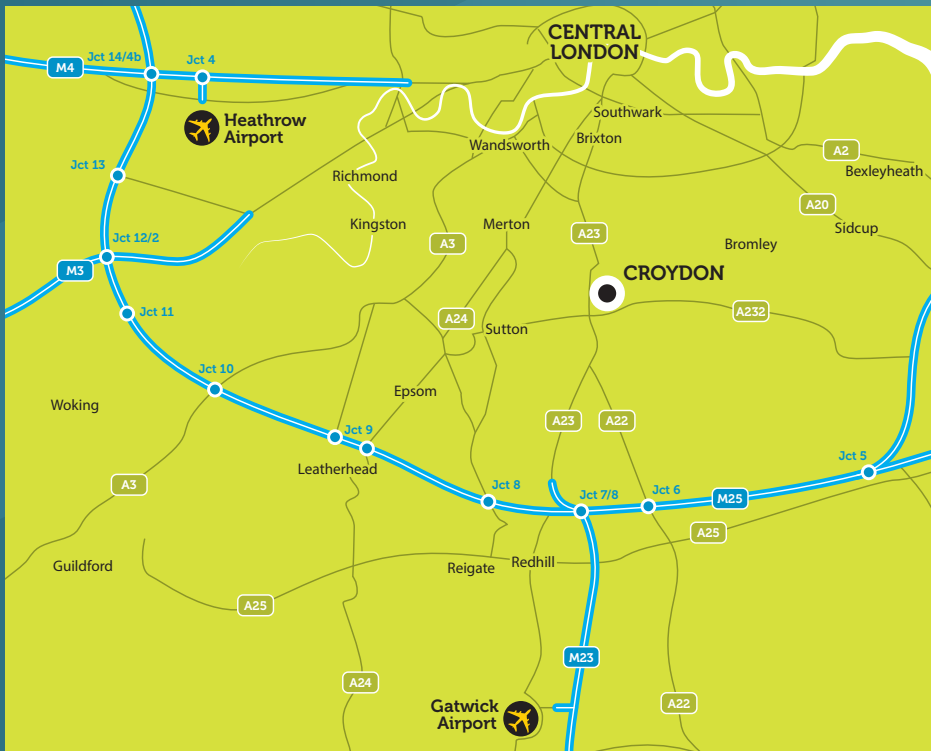 CENTRAL
LONDON
Jct 14/4b
Jct 4
M4
Heathrow
Airport
Southwark
Brixton
Wandsworth
A2
Bexleyheath
Jct 13
Richmond
A20
Sidcup
Kingston
Merton
A23
A3
Bromley
Jct 12/2
M3
CROYDON
Jct 11
A24
Sutton
A232
Jct 10
Epsom
Woking
A23
A22
Jct 9
Leatherhead
Jct 5
A3
Jct 8
Jct 7/8
Jct 6
M25
A25
Guildford
Reigate
Redhill
A25
M23
A24
Gatwick
Airport
A22